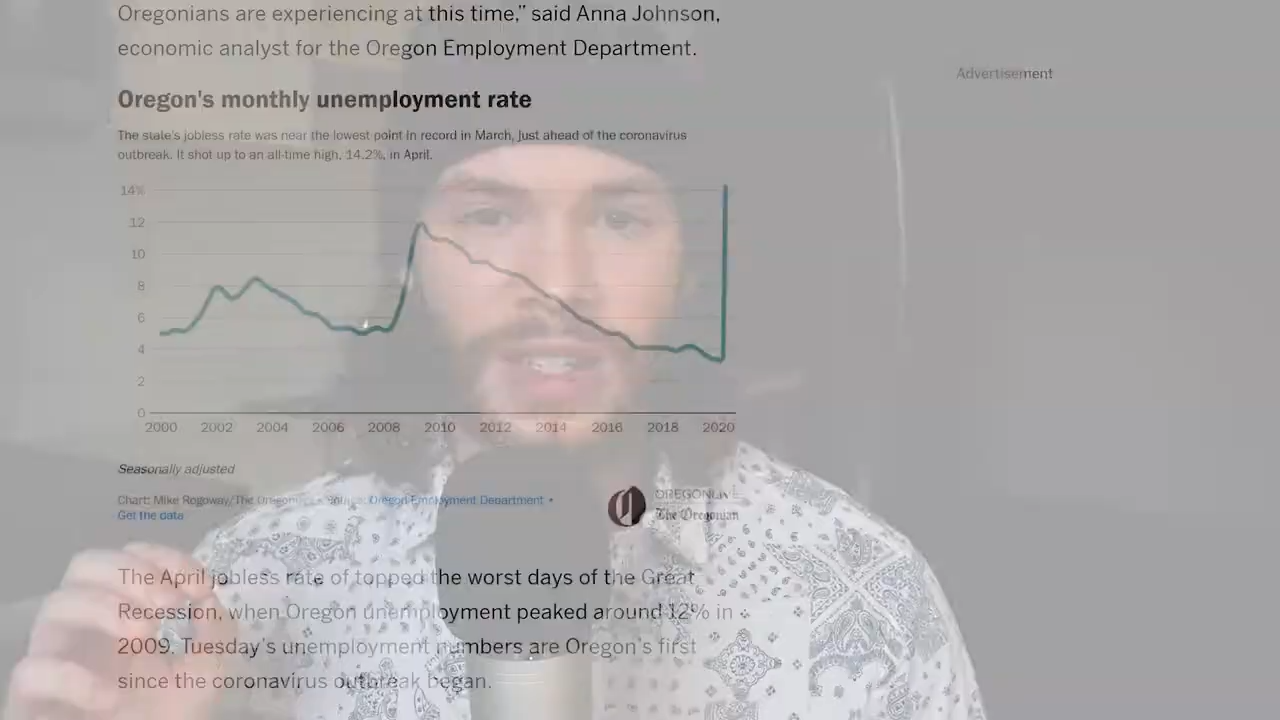 Oregonians are experiencing at this time,” said Anna Johnson,
economic analyst for the Oregon Employment Department.
Advertisement
Oregon's monthly unemployment rate
The state's jobless rate was near the lowest point in record in March, just ahead of the coronavirus
outbreak. It shot up to an all-time high, 14.2%, in April.
14%
12
10
8
6
4
2
0
2000 2002 2004 2006 2008 2010 2012 2014 2016 2018 2020
Seasonally adjusted
Chart: Mike Rogoway/The Oregonian • Source: Oregon Employment Department •
Get the data
OREGONLIVE
The Oregonian
The April jobless rate of topped the worst days of the Great
Recession, when Oregon unemployment peaked around 12% in
2009. Tuesday's unemployment numbers are Oregon's first
since the coronavirus outbreak began.